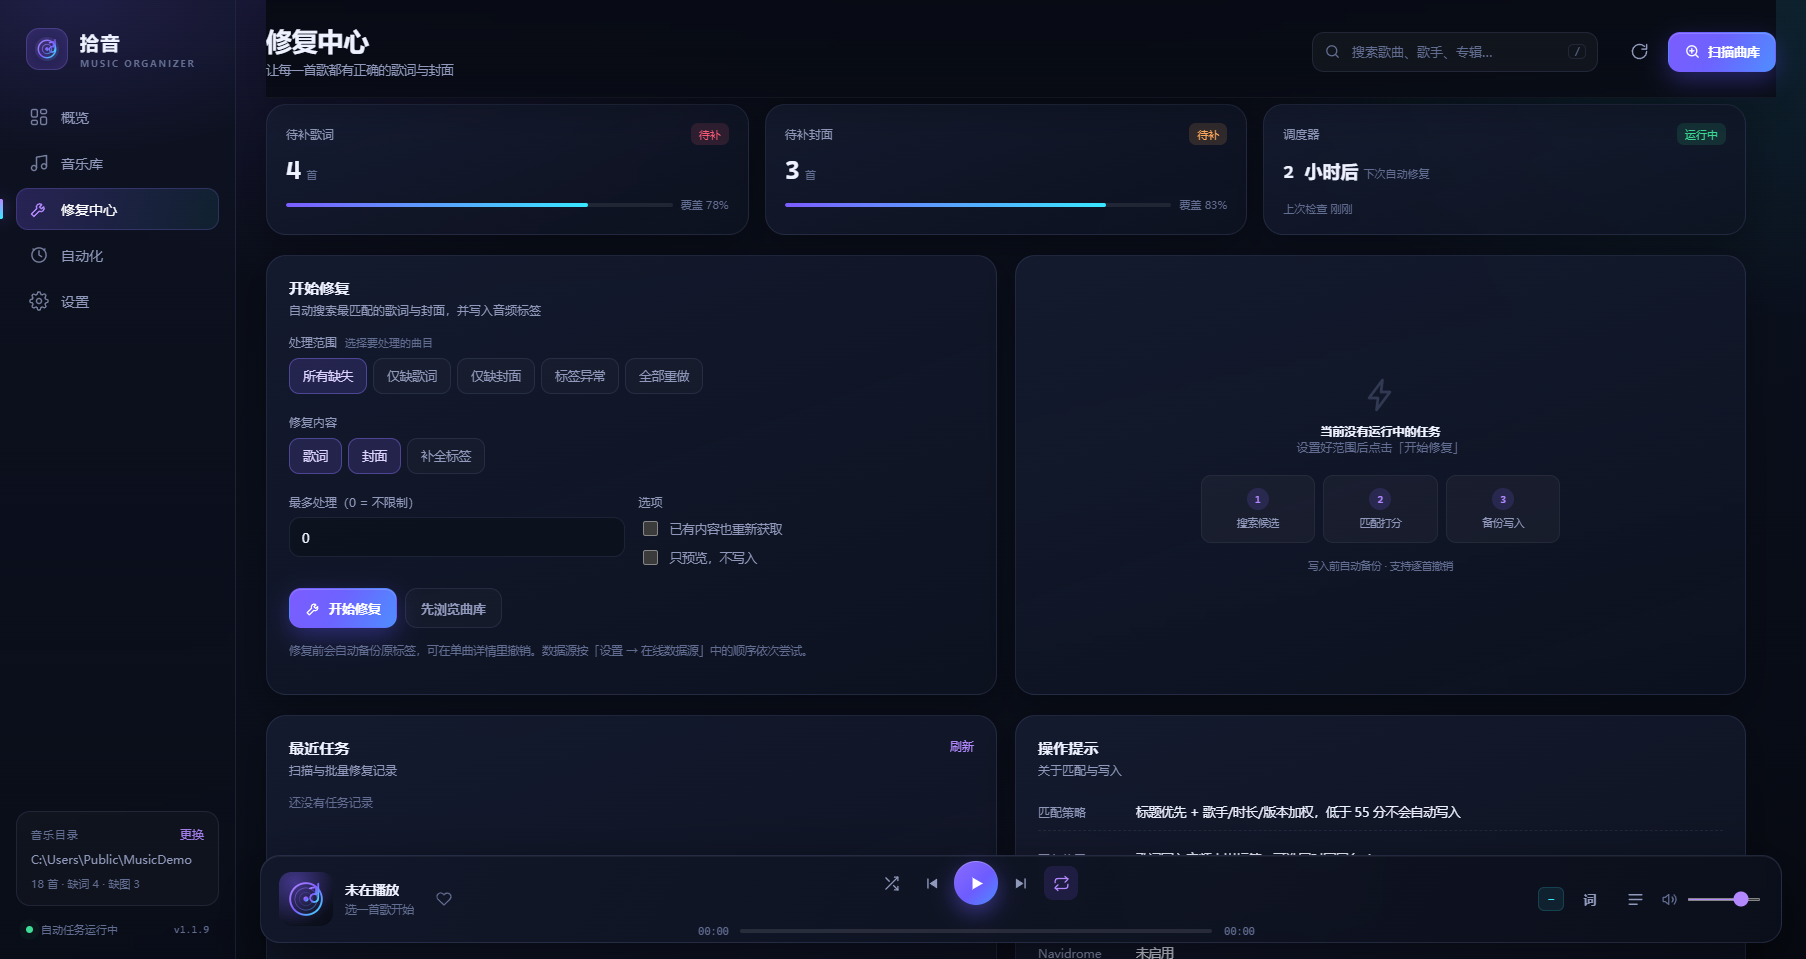 拾音
MUSIC ORGANIZER
概览
音乐库
修复中心
自动化
设置
音乐目录 更换
C:\Users\Public\MusicDemo
18 首 · 缺词 4 · 缺图 3
自动任务运行中 v1.1.9
修复中心
让每一首歌都有正确的歌词与封面
搜索歌曲、歌手、专辑... /
扫描曲库
待补歌词 待补
4 首
覆盖 78%
待补封面 待补
3 首
覆盖 83%
调度器 运行中
2 小时后 下次自动修复
上次检查 刚刚
开始修复
自动搜索最匹配的歌词与封面，并写入音频标签
处理范围 选择要处理的曲目
所有缺失 仅缺歌词 仅缺封面 标签异常 全部重做
修复内容
歌词 封面 补全标签
最多处理（0 = 不限制） 选项
0
已有内容也重新获取
只预览，不写入
开始修复 先浏览曲库
修复前会自动备份原标签，可在单曲详情里撤销。数据源按「设置 → 在线数据源」中的顺序依次尝试。
当前没有运行中的任务
设置好范围后点击「开始修复」
1 2 3
搜索候选 匹配打分 备份写入
写入前自动备份 · 支持逐首撤销
最近任务 刷新
扫描与批量修复记录
还没有任务记录
操作提示
关于匹配与写入
匹配策略 标题优先 + 歌手/时长/版本加权，低于 55 分不会自动写入
Navidrome 未启用
未在播放
选一首歌开始
00:00 00:00
词